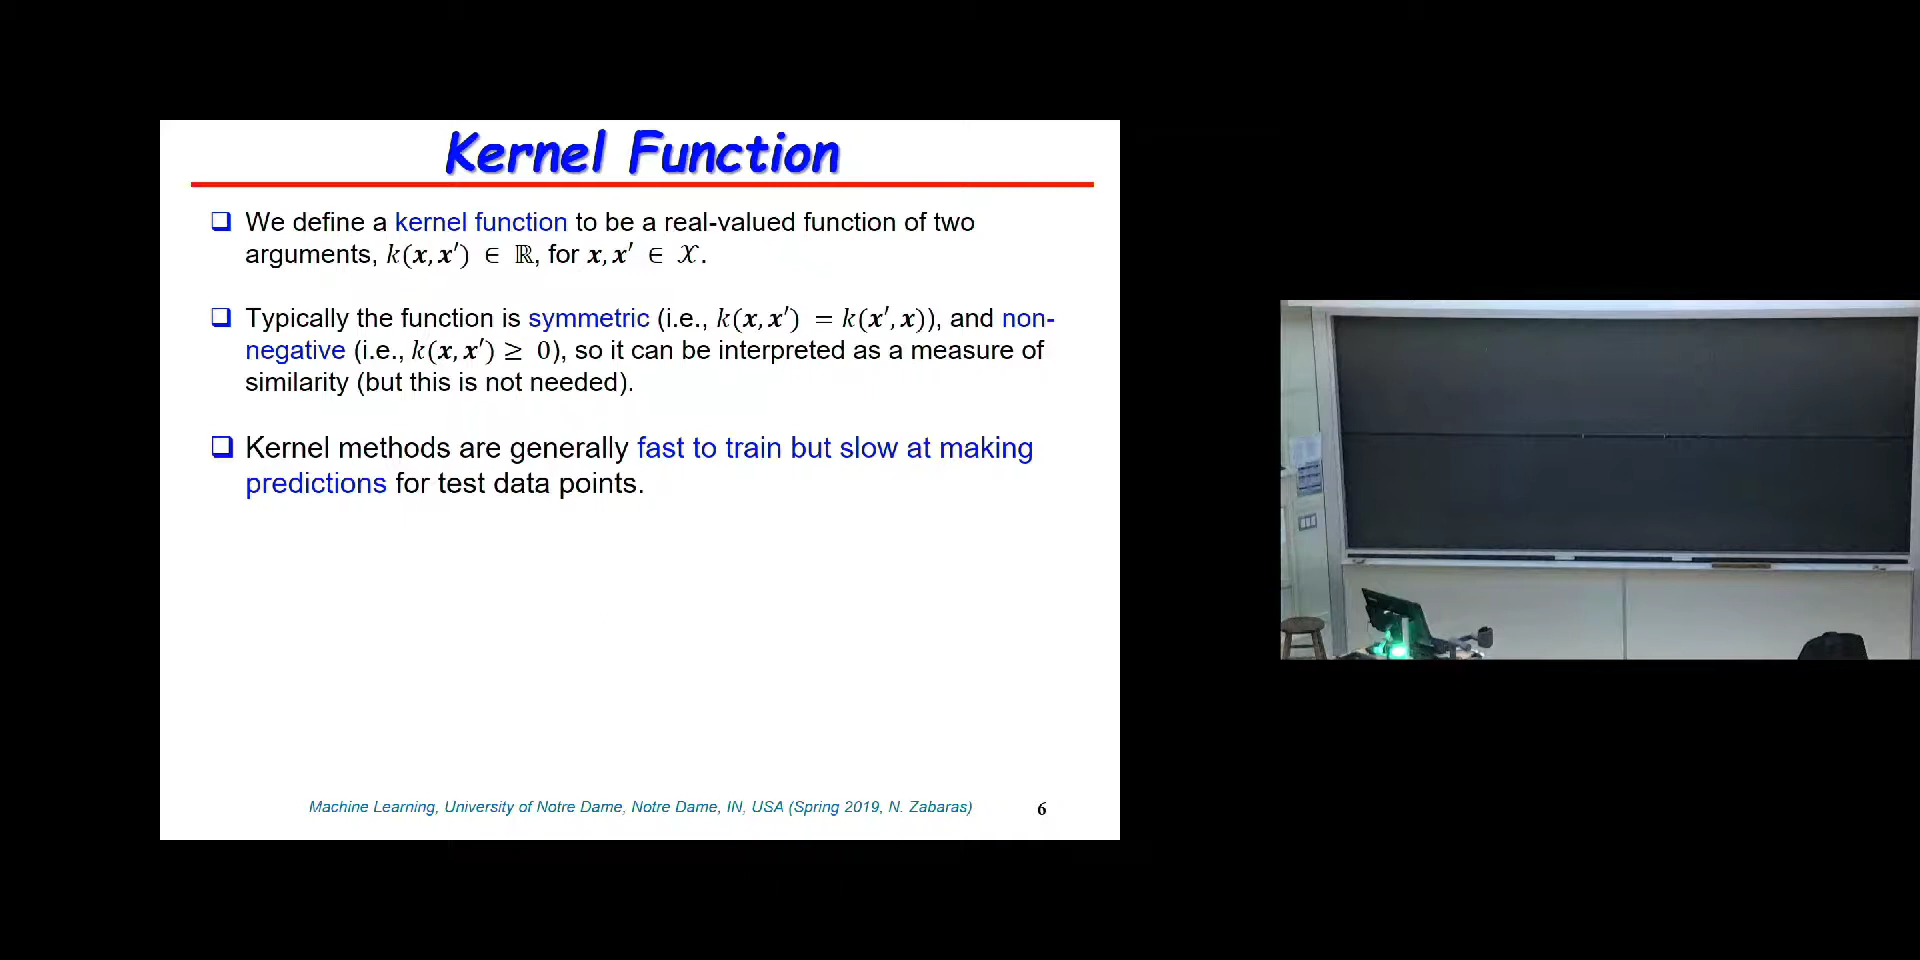 Kernel Function
❑ We define a kernel function to be a real-valued function of two
arguments, k(x, x′) ∈ ℝ, for x, x′ ∈ 𝒳.
❑ Typically the function is symmetric (i.e., k(x, x′) = k(x′, x)), and non-
negative (i.e., k(x, x′) ≥ 0), so it can be interpreted as a measure of
similarity (but this is not needed).
❑ Kernel methods are generally fast to train but slow at making
predictions for test data points.
Machine Learning, University of Notre Dame, Notre Dame, IN, USA (Spring 2019, N. Zabaras)
6